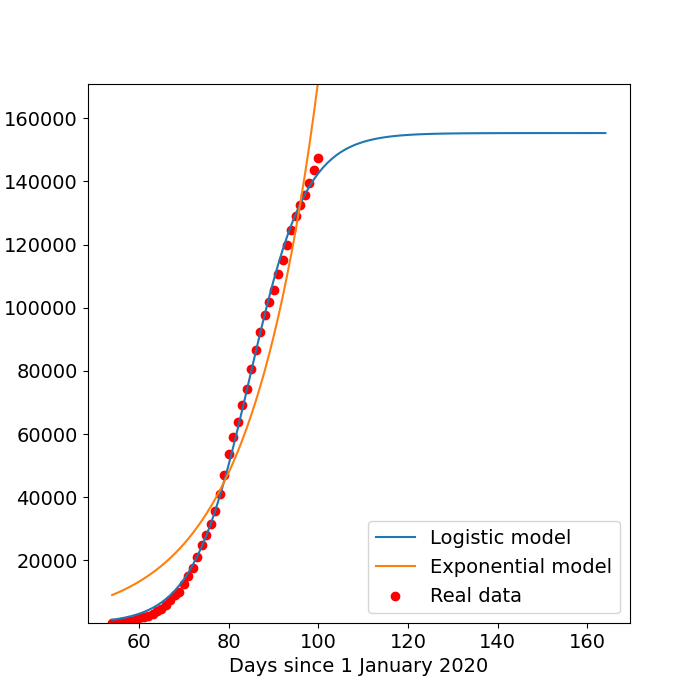 160000
140000
120000
100000
80000
60000
40000
20000
60 80 100 120 140 160
Days since 1 January 2020
Logistic model
Exponential model
Real data